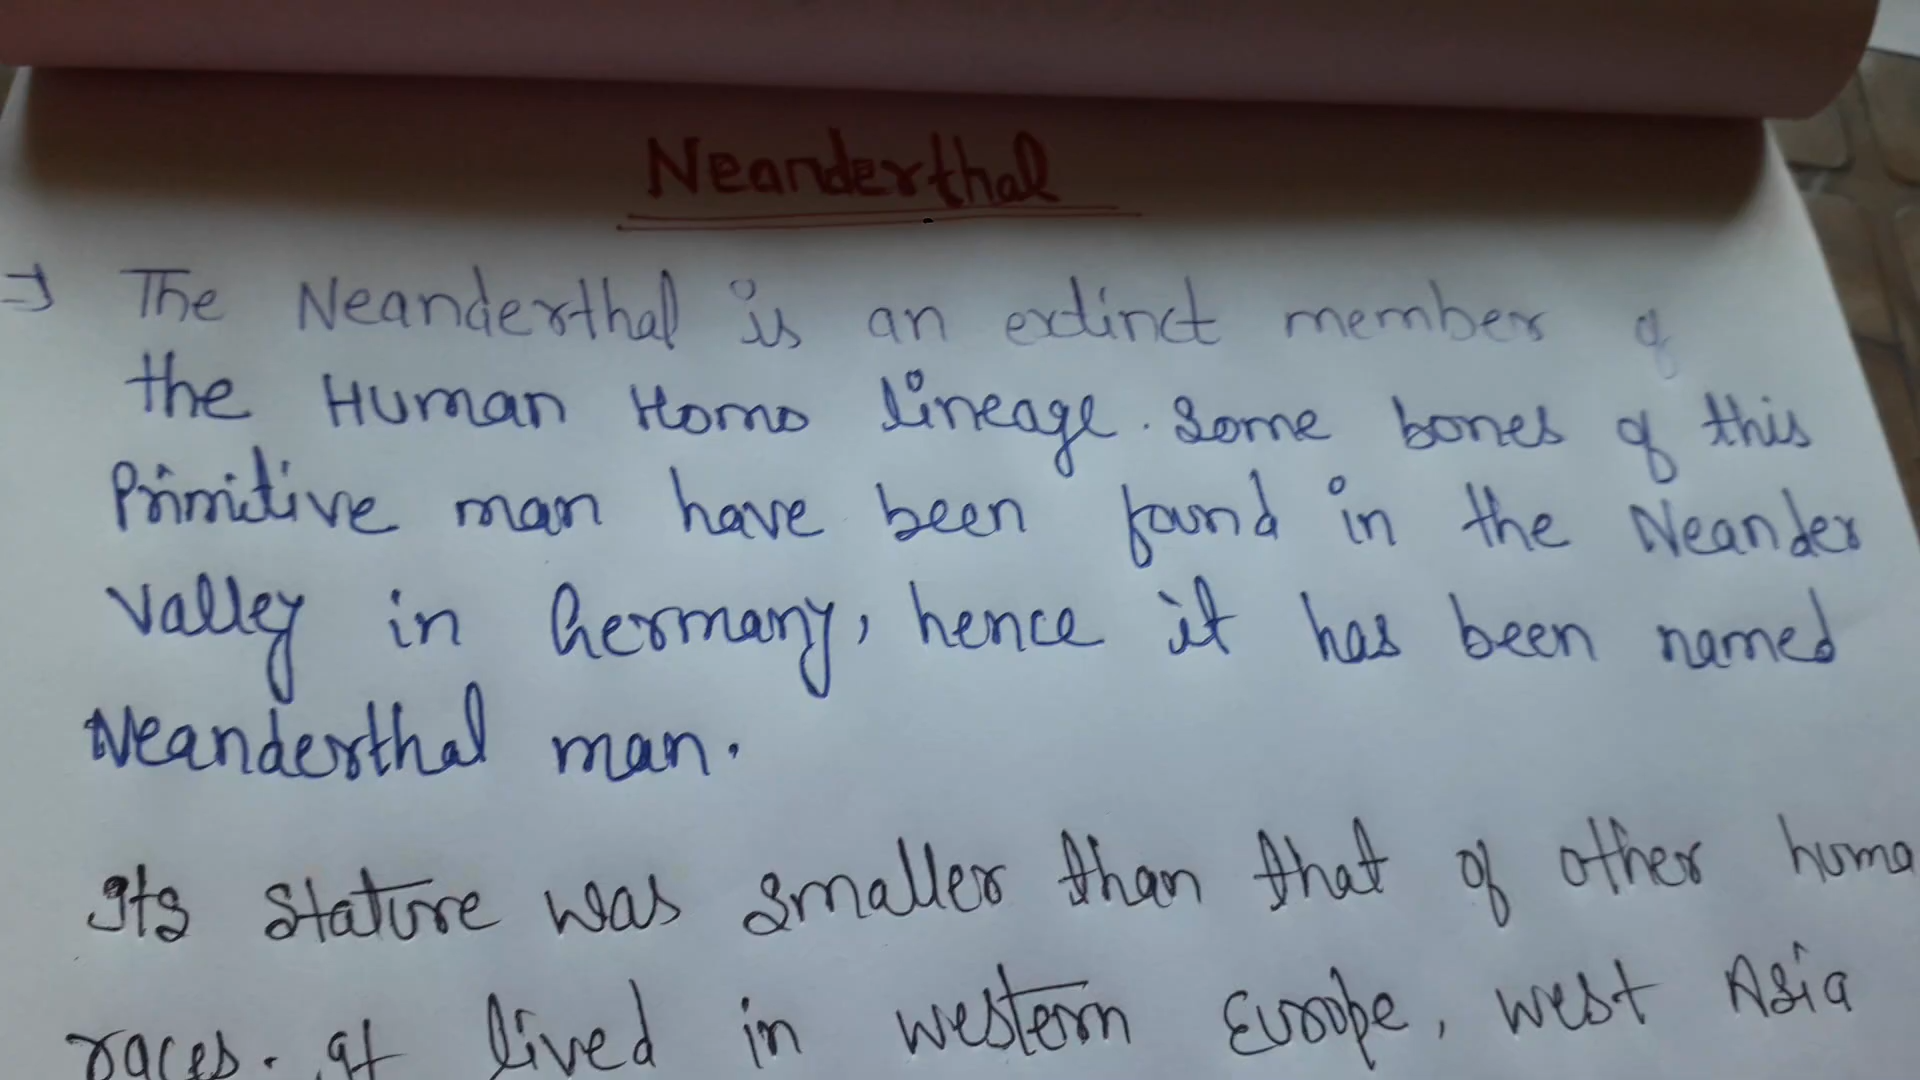 Neanderthal
⇒ The Neanderthal is an extinct member of
the Human Homo lineage. Some bones of this
Primitive man have been found in the Neander
Valley in Germany, hence it has been named
Neanderthal man.
Its stature was smaller than that of other huma
races. It lived in western Europe, west Asia